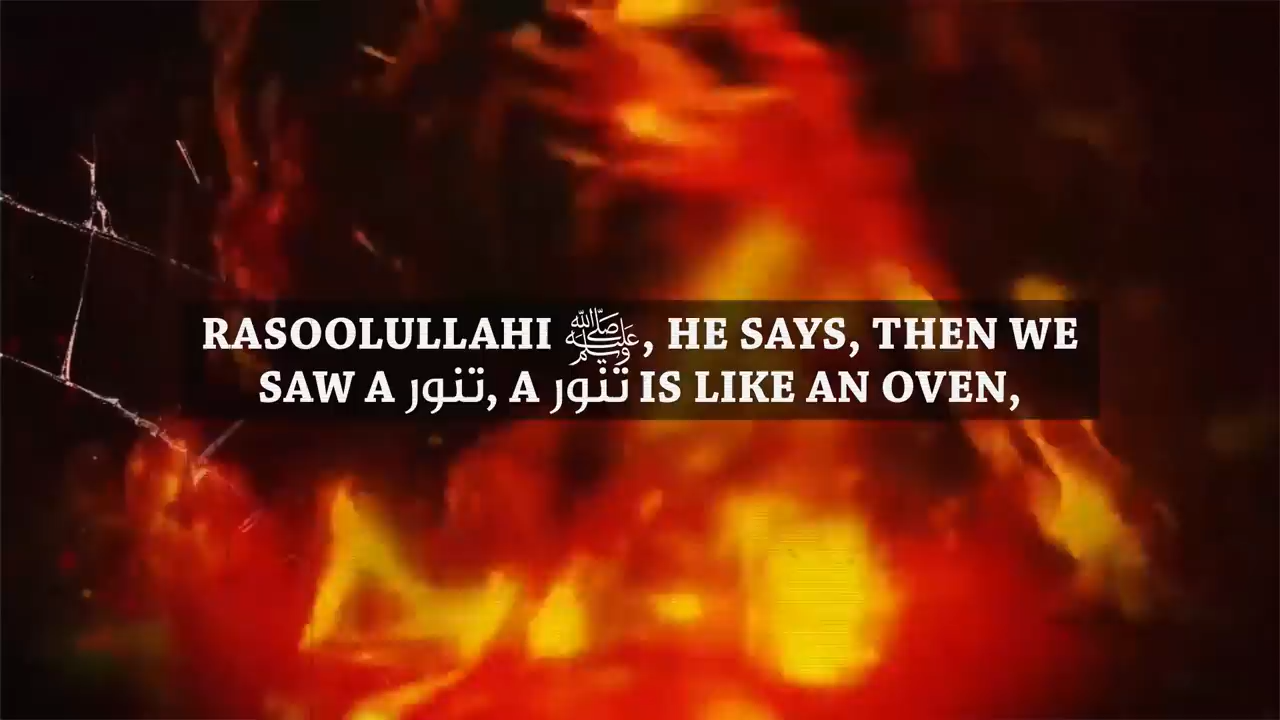 RASOOLULLAHI ﷺ, HE SAYS, THEN WE
SAW A تنور, A تنور IS LIKE AN OVEN,